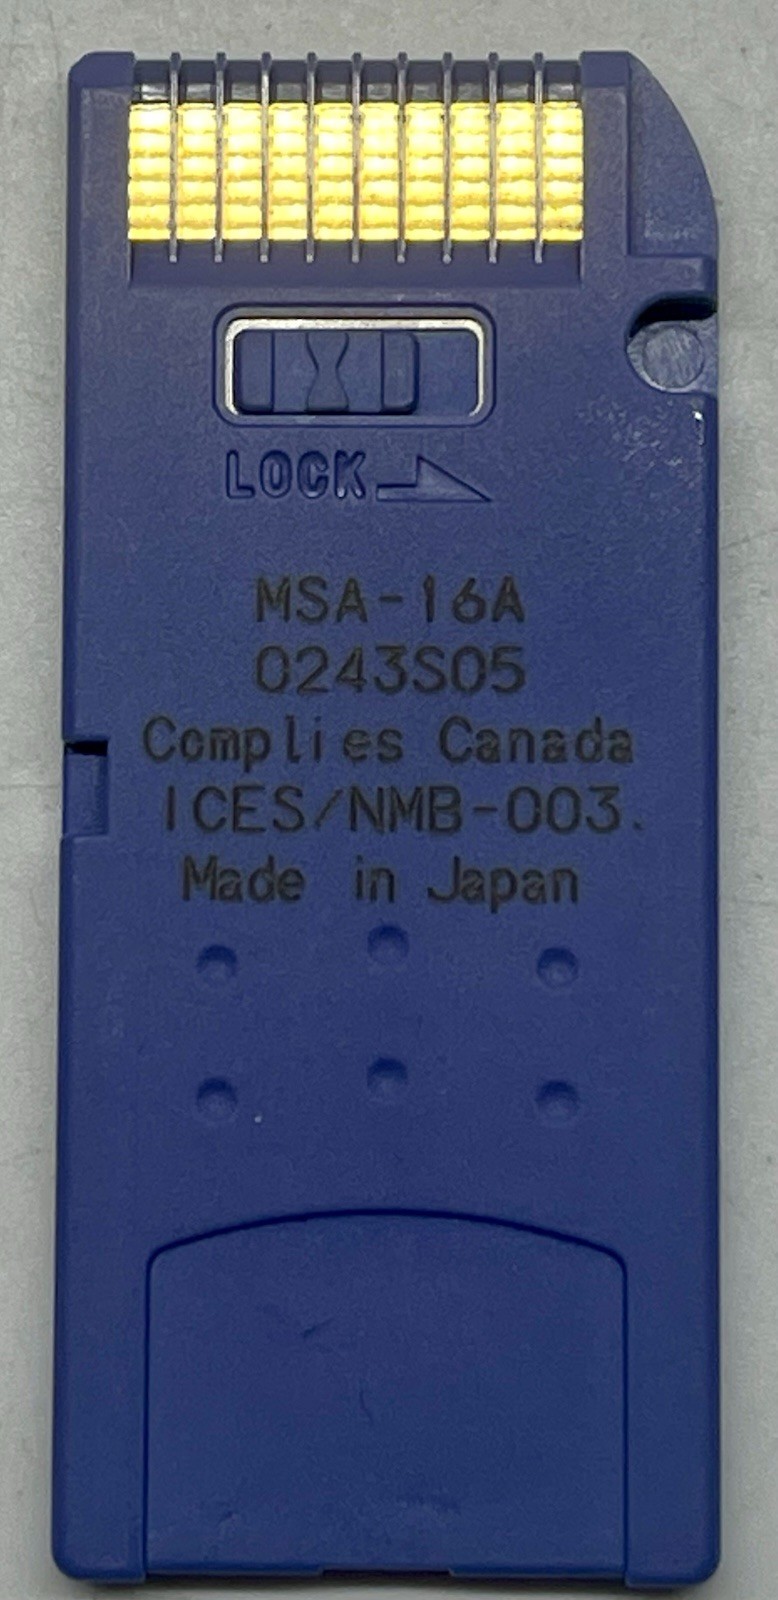 LOCK
MSA-16A
0243S05
Complies Canada
ICES/NMB-003.
Made in Japan